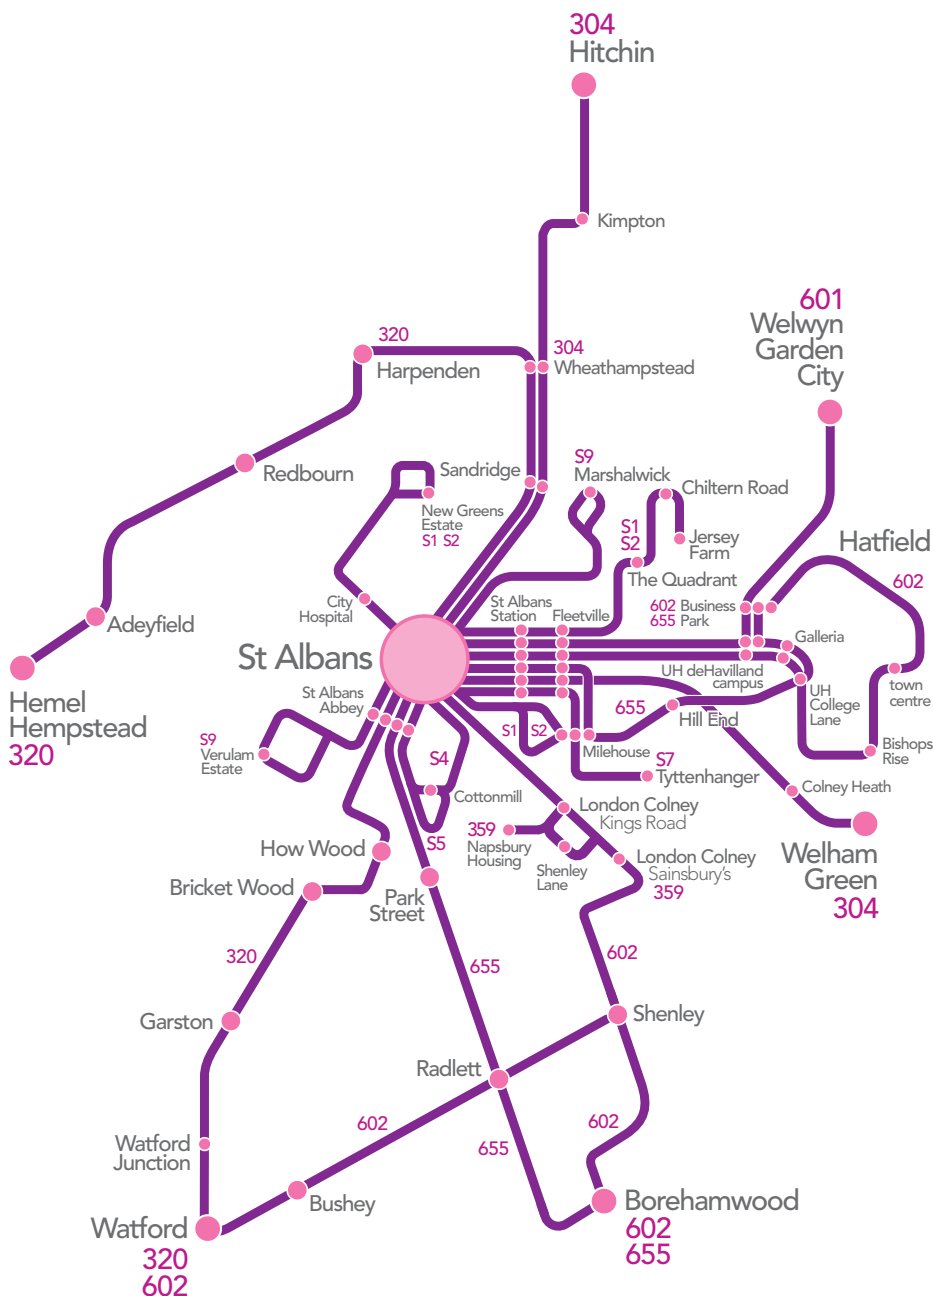 304
Hitchin
Kimpton
320
Harpenden
304
Wheathampstead
601
Welwyn
Garden
City
Redbourn
Sandridge
New Greens
Estate
S1 S2
S9
Marshalwick
Chiltern Road
S1
S2
Jersey
Farm
The Quadrant
Hatfield
602
City
Hospital
St Albans
Station
Fleetville
602 Business
655 Park
Galleria
Adeyfield
St Albans
Hemel
Hempstead
320
St Albans
Abbey
UH deHavilland
campus
UH
College
Lane
town
centre
S9
Verulam
Estate
S1
S2
655
Hill End
Milehouse
Bishops
Rise
S4
Cottonmill
S7
Tyttenhanger
Colney Heath
S5
London Colney
Kings Road
359
Napsbury
Housing
Shenley
Lane
London Colney
Sainsbury's
359
Welham
Green
304
How Wood
Bricket Wood
Park
Street
320
655
602
Garston
Shenley
Radlett
602
655
602
Watford
Junction
Bushey
Watford
320
602
Borehamwood
602
655